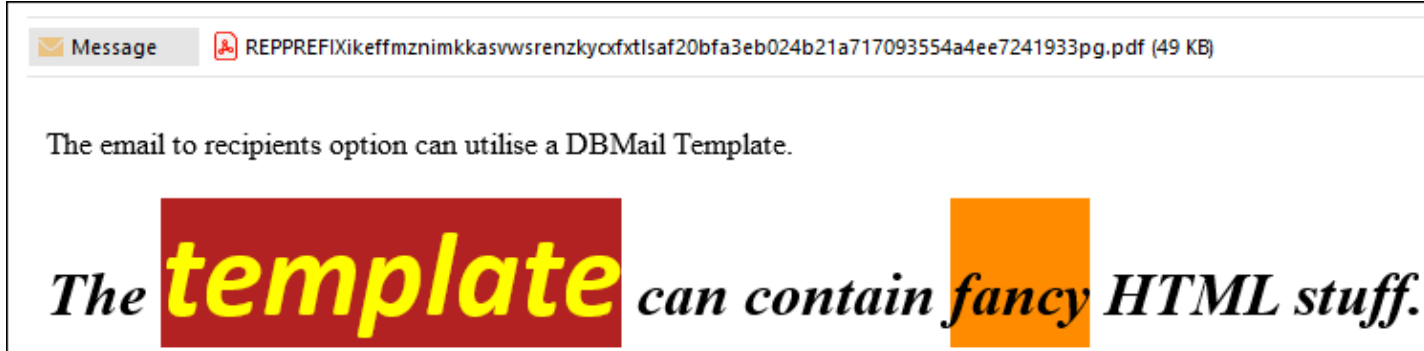 Message REPPREFIXikeffmznimkkasvwsrenzkycxfxtlsaf20bfa3eb024b21a717093554a4ee7241933pg.pdf (49 KB)
The email to recipients option can utilise a DBMail Template.
The template can contain fancy HTML stuff.